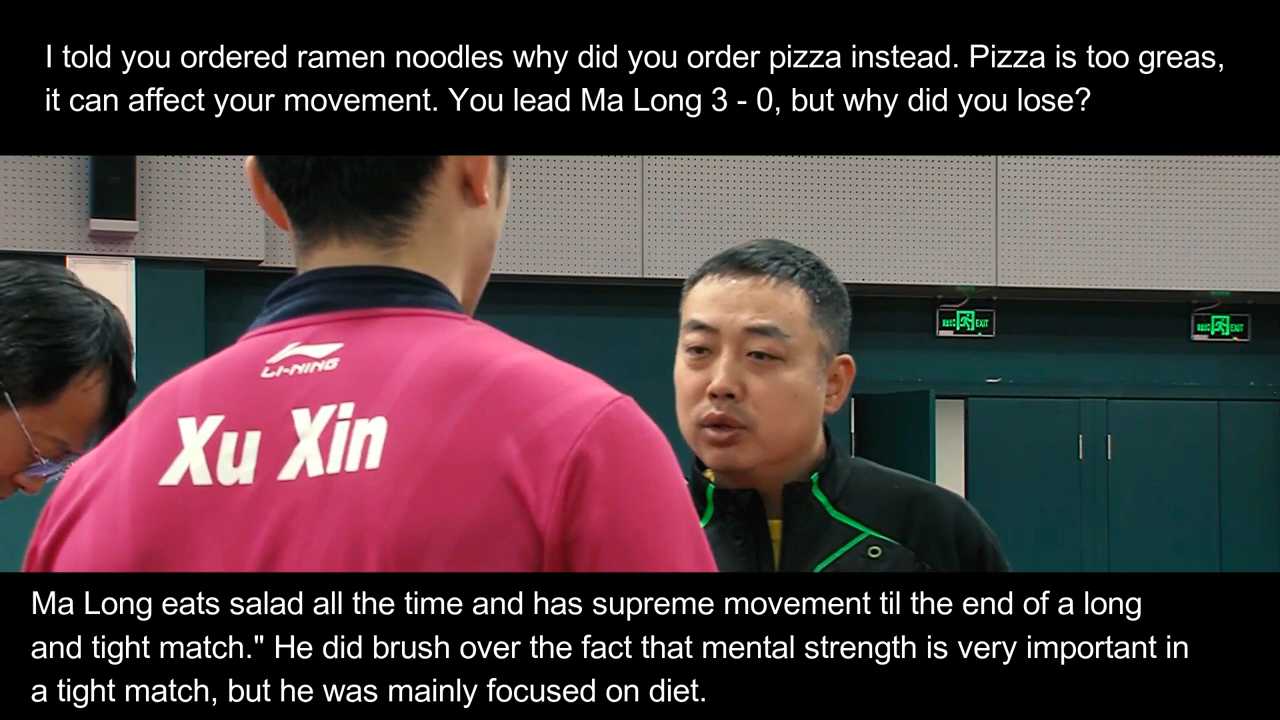 I told you ordered ramen noodles why did you order pizza instead. Pizza is too greas,
it can affect your movement. You lead Ma Long 3 - 0, but why did you lose?
LI-NING
Xu Xin
EXIT
EXIT
Ma Long eats salad all the time and has supreme movement til the end of a long
and tight match." He did brush over the fact that mental strength is very important in
a tight match, but he was mainly focused on diet.